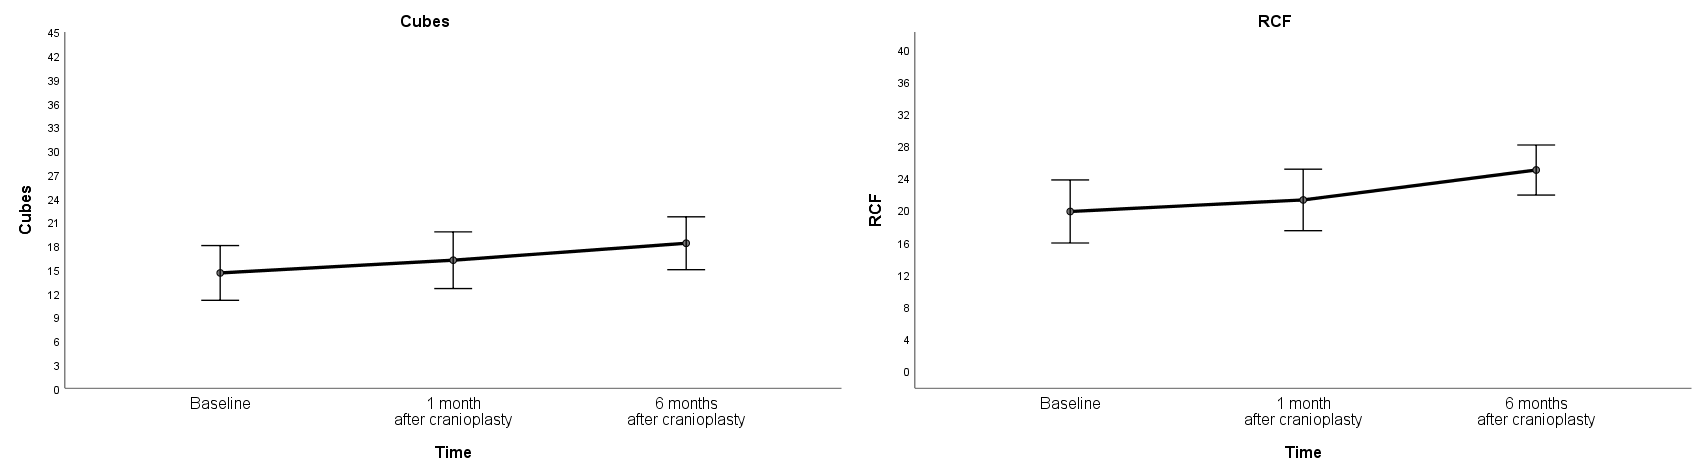 Cubes
45
42
39
36
33
30
27
24
21
18
15
12
9
6
3
0
Cubes
Baseline
1 month
after cranioplasty
6 months
after cranioplasty
Time
RCF
40
36
32
28
24
20
16
12
8
4
0
RCF
Baseline
1 month
after cranioplasty
6 months
after cranioplasty
Time